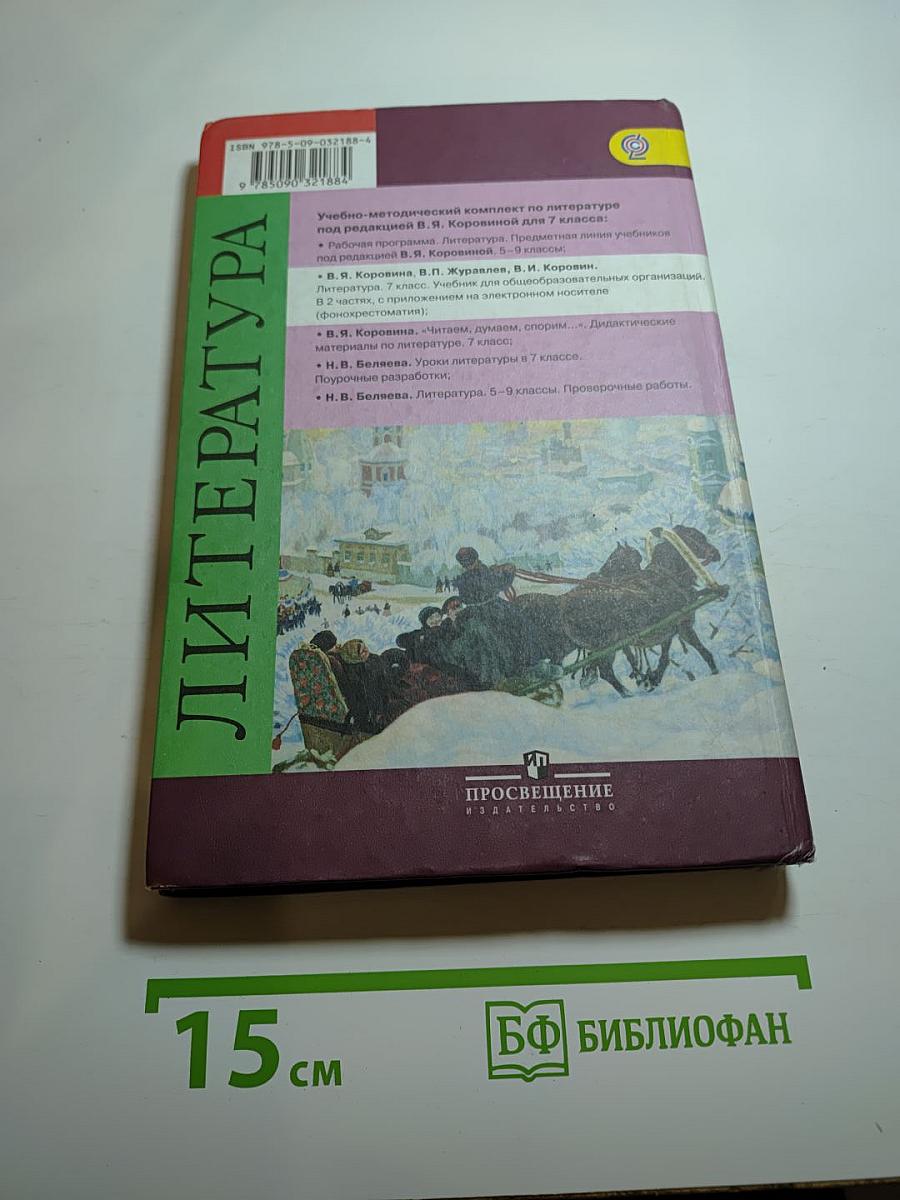 ISBN 978-5-09-032188-4
9 785090 321884
ЛИТЕРАТУРА
Учебно-методический комплект по литературе
под редакцией В.Я. Коровиной для 7 класса:
• Рабочая программа. Литература. Предметная линия учебников
под редакцией В.Я. Коровиной. 5–9 классы;
• В.Я. Коровина, В.П. Журавлев, В.И. Коровин.
Литература. 7 класс. Учебник для общеобразовательных организаций.
В 2 частях, с приложением на электронном носителе
(фонохрестоматия);
• В.Я. Коровина. «Читаем, думаем, спорим...». Дидактические
материалы по литературе. 7 класс;
• Н.В. Беляева. Уроки литературы в 7 классе.
Поурочные разработки;
• Н.В. Беляева. Литература. 5–9 классы. Проверочные работы.
ИП
ПРОСВЕЩЕНИЕ
ИЗДАТЕЛЬСТВО
15 см
БФ БИБЛИОФАН